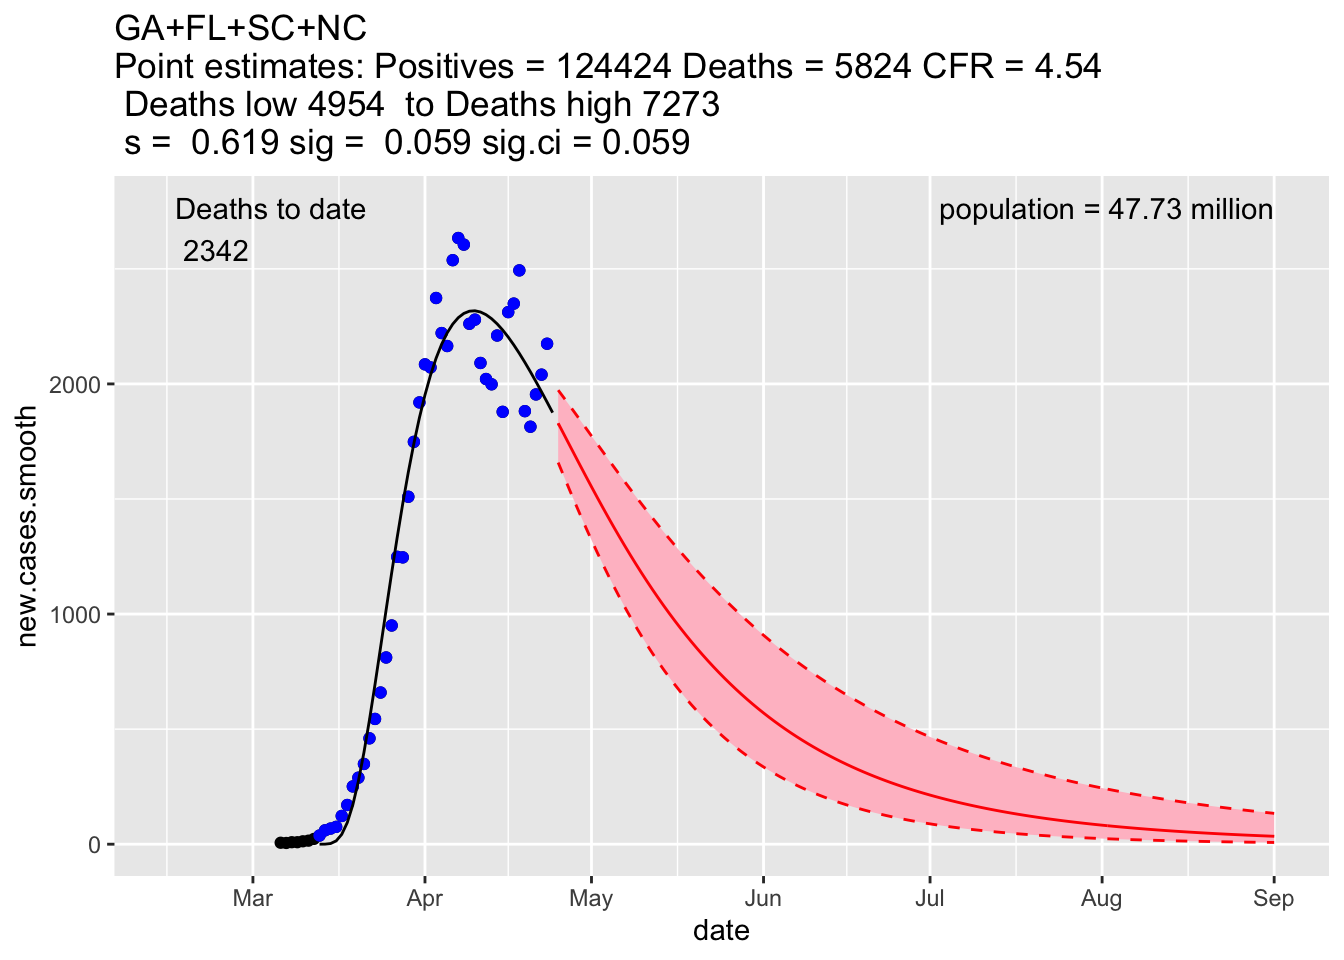 GA+FL+SC+NC
Point estimates: Positives = 124424 Deaths = 5824 CFR = 4.54
Deaths low 4954  to Deaths high 7273
s =  0.619 sig =  0.059 sig.ci = 0.059
Deaths to date
2342
population = 47.73 million
new.cases.smooth
2000
1000
0
Mar Apr May Jun Jul Aug Sep
date